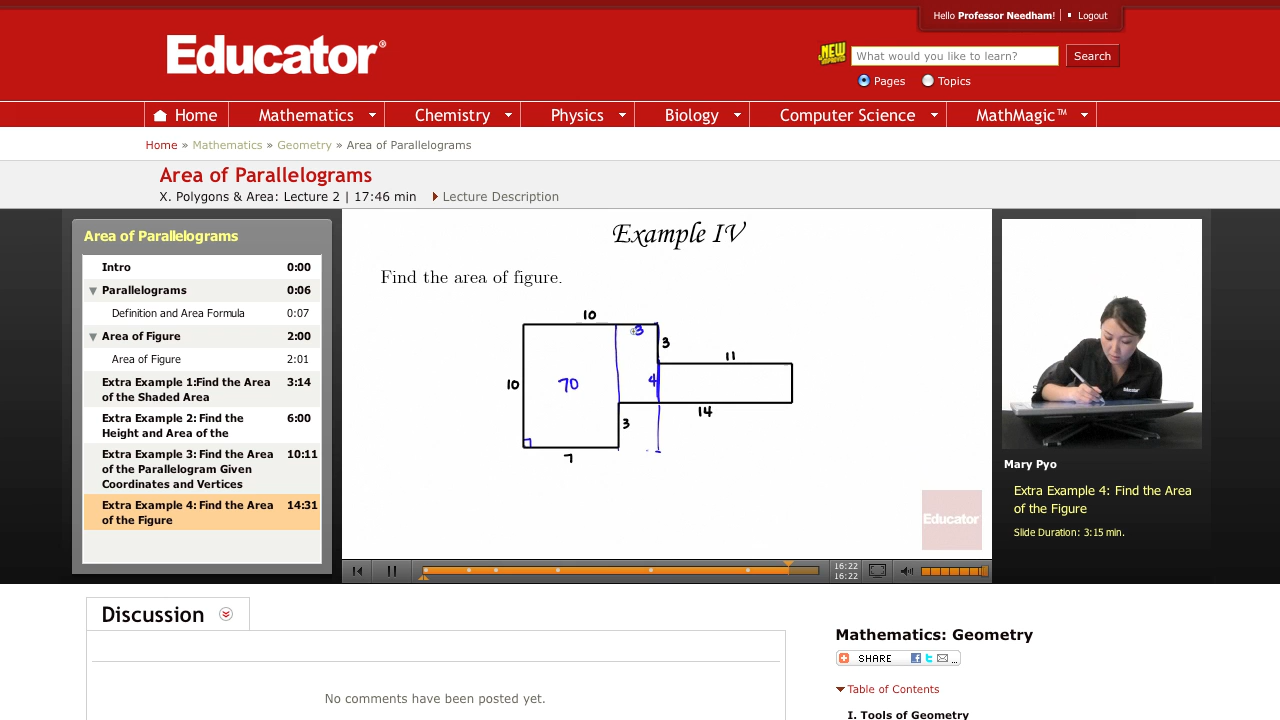 Hello Professor Needham! Logout
Educator®
NEW
What would you like to learn? Search
Pages Topics
Home Mathematics Chemistry Physics Biology Computer Science MathMagic™
Home » Mathematics » Geometry » Area of Parallelograms
Area of Parallelograms
X. Polygons & Area: Lecture 2 | 17:46 min Lecture Description
Area of Parallelograms
Intro 0:00
Parallelograms 0:06
Definition and Area Formula 0:07
Area of Figure 2:00
Area of Figure 2:01
Extra Example 1:Find the Area 3:14
of the Shaded Area
Extra Example 2: Find the 6:00
Height and Area of the
Extra Example 3: Find the Area 10:11
of the Parallelogram Given
Coordinates and Vertices
Extra Example 4: Find the Area 14:31
of the Figure
Example IV
Find the area of figure.
10
3
3
11
10
70
4
14
3
7
Educator
16:22
16:22
Educator
Mary Pyo
Extra Example 4: Find the Area
of the Figure
Slide Duration: 3:15 min.
Discussion
No comments have been posted yet.
Mathematics: Geometry
SHARE
...
Table of Contents
I. Tools of Geometry